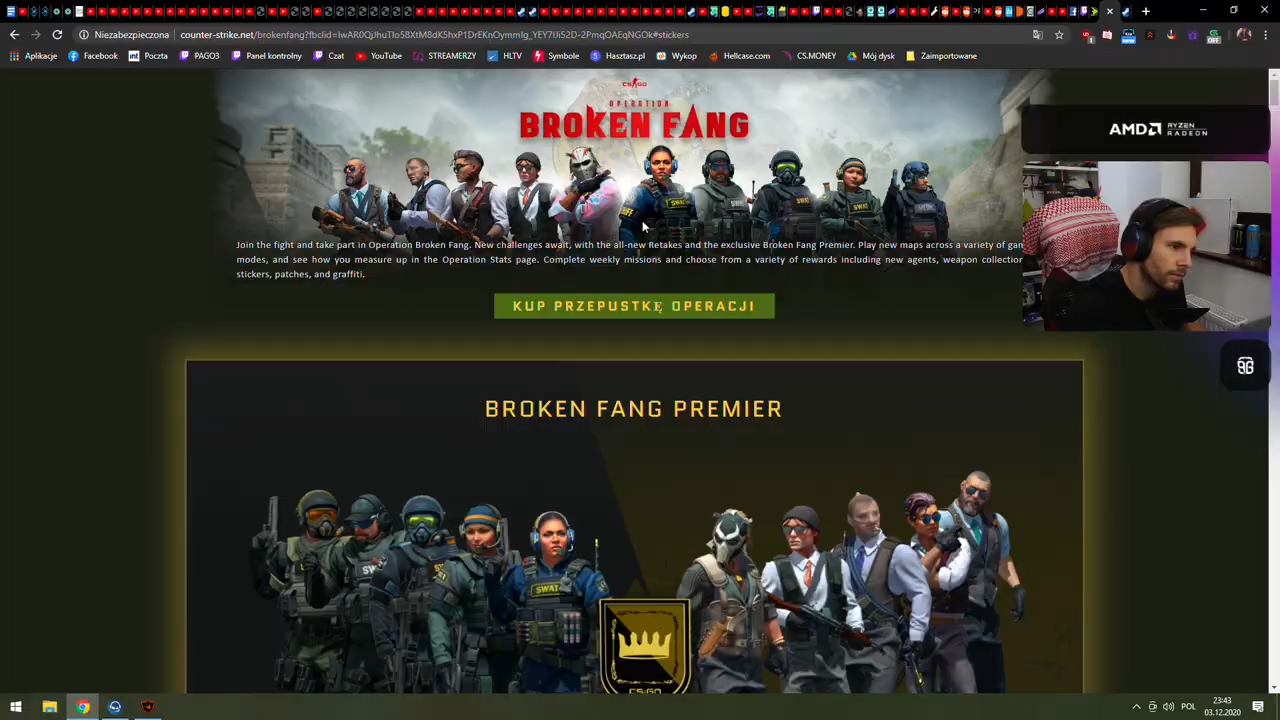 Niezabezpieczona
counter-strike.net/brokenfang?fbclid=IwAR0QjJhuTIo58XtM8dK5hxP1DrEKnOymmIg_YEY7IJi52D-2PmqOAEqNGOk#stickers
Aplikacje Facebook Poczta PAGO3 Panel kontrolny Czat YouTube STREAMERZY HLTV Symbole Hasztasz.pl Wykop Hellcase.com CS.MONEY Mój dysk Zaimportowane
CS GO
OPERATION
BROKEN FANG
AMD RYZEN
RADEON
Join the fight and take part in Operation Broken Fang. New challenges await, with the all-new Retakes and the exclusive Broken Fang Premier. Play new maps across a variety of gam
modes, and see how you measure up in the Operation Stats page. Complete weekly missions and choose from a variety of rewards including new agents, weapon collection
stickers, patches, and graffiti.
KUP PRZEPUSTKĘ OPERACJI
BROKEN FANG PREMIER
SWAT
CS:GO
POL
23:43
03.12.2020